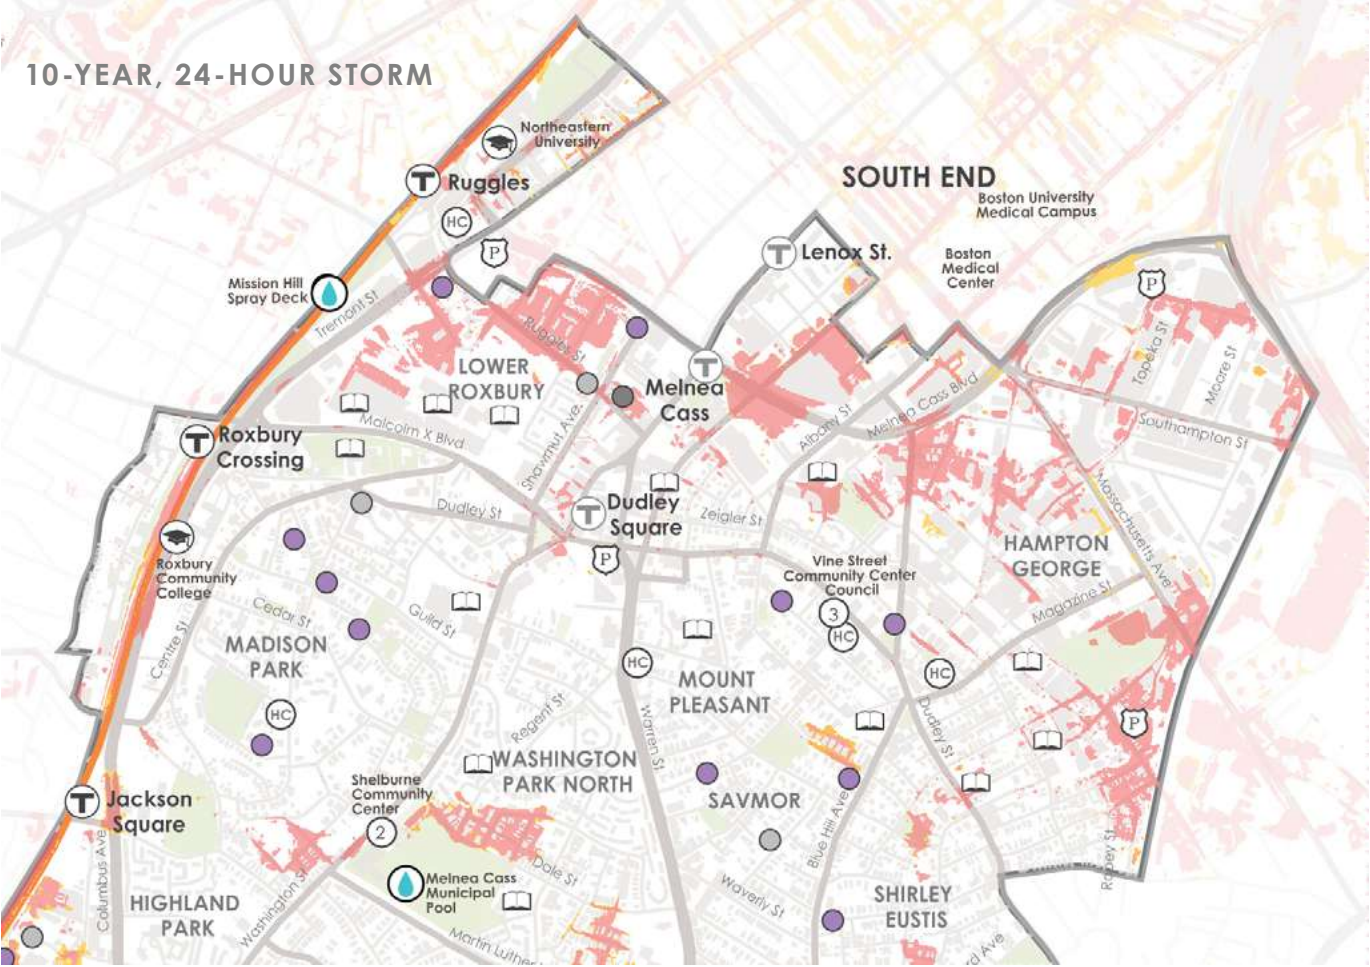 10-YEAR, 24-HOUR STORM
Northeastern
University
T
Ruggles
HC
P
SOUTH END
Boston University
Medical Campus
T
Lenox St.
Boston
Medical
Center
P
Mission Hill
Spray Deck
Tremont St
Ruggles St
LOWER
ROXBURY
T
Melnea
Cass
Topeka St
Moore St
Melnea Cass Blvd
Albany St
Southampton St
T
Roxbury
Crossing
Malcolm X Blvd
Shawmut Ave.
Massachusetts Ave
Dudley St
T
Dudley
Square
Zeigler St
P
HAMPTON
GEORGE
Roxbury
Community
College
Vine Street
Community Center
Council
3
HC
Magazine St
Cedar St
Guild St
Centre St
MADISON
PARK
HC
HC
HC
MOUNT
PLEASANT
Regent St
Warren St
Dudley St
P
WASHINGTON
PARK NORTH
SAVMOR
T
Jackson
Square
Shelburne
Community
Center
2
Columbus Ave
Blue Hill Ave
Dale St
Melnea Cass
Municipal
Pool
Waverly St
HIGHLAND
PARK
Washington St
Martin Luther
SHIRLEY
EUSTIS
rd Ave